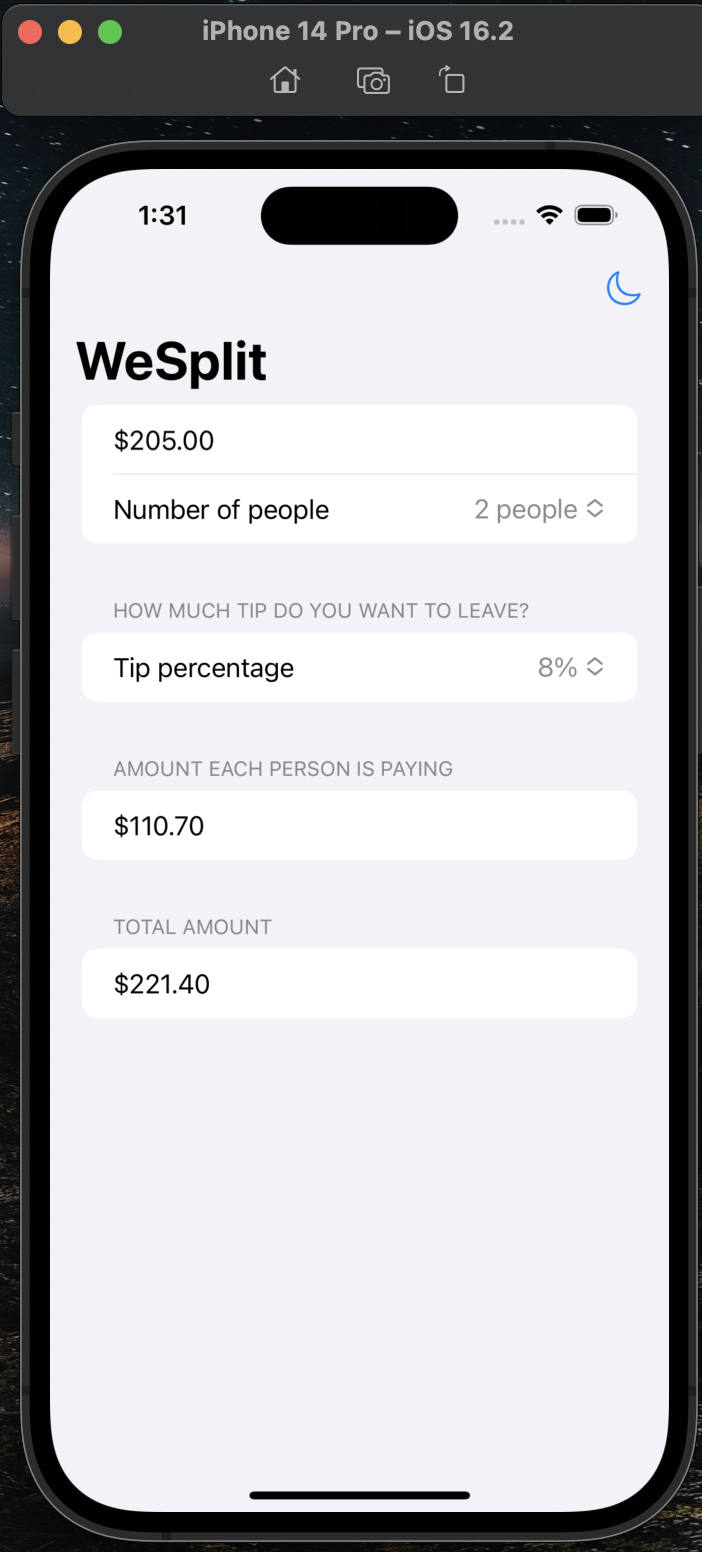 iPhone 14 Pro – iOS 16.2
1:31
WeSplit
$205.00
Number of people 2 people
HOW MUCH TIP DO YOU WANT TO LEAVE?
Tip percentage 8%
AMOUNT EACH PERSON IS PAYING
$110.70
TOTAL AMOUNT
$221.40